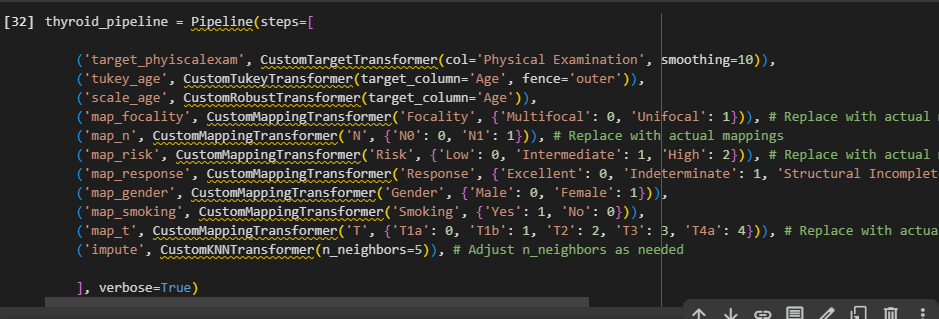 [32] thyroid_pipeline = Pipeline(steps=[
('target_phyiscalexam', CustomTargetTransformer(col='Physical Examination', smoothing=10)),
('tukey_age', CustomTukeyTransformer(target_column='Age', fence='outer')),
('scale_age', CustomRobustTransformer(target_column='Age')),
('map_focality', CustomMappingTransformer('Focality', {'Multifocal': 0, 'Unifocal': 1})), # Replace with actual
('map_n', CustomMappingTransformer('N', {'N0': 0, 'N1': 1})), # Replace with actual mappings
('map_risk', CustomMappingTransformer('Risk', {'Low': 0, 'Intermediate': 1, 'High': 2})), # Replace with actual
('map_response', CustomMappingTransformer('Response', {'Excellent': 0, 'Indeterminate': 1, 'Structural Incomplet
('map_gender', CustomMappingTransformer('Gender', {'Male': 0, 'Female': 1})),
('map_smoking', CustomMappingTransformer('Smoking', {'Yes': 1, 'No': 0})),
('map_t', CustomMappingTransformer('T', {'T1a': 0, 'T1b': 1, 'T2': 2, 'T3': 3, 'T4a': 4})), # Replace with actua
('impute', CustomKNNTransformer(n_neighbors=5)), # Adjust n_neighbors as needed
], verbose=True)